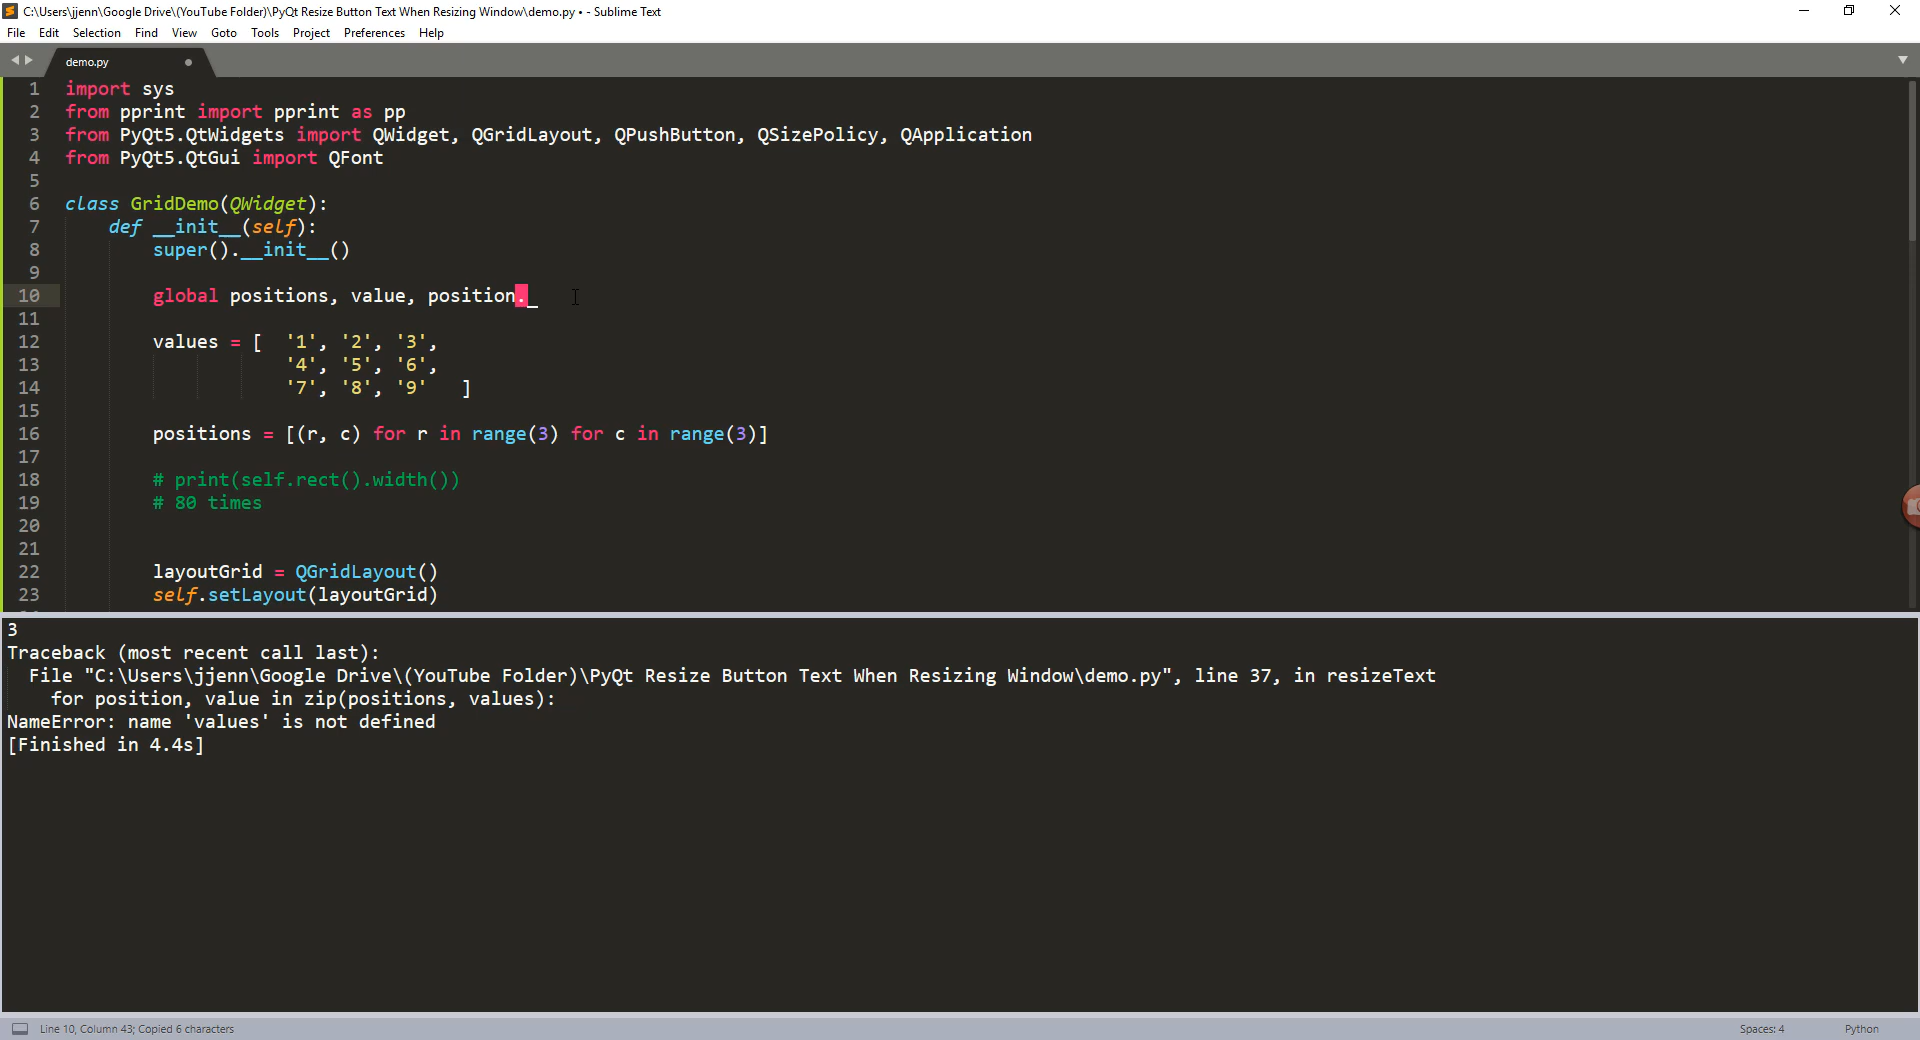 C:\Users\jjenn\Google Drive\(YouTube Folder)\PyQt Resize Button Text When Resizing Window\demo.py • - Sublime Text
File Edit Selection Find View Goto Tools Project Preferences Help
demo.py
1 import sys
2 from pprint import pprint as pp
3 from PyQt5.QtWidgets import QWidget, QGridLayout, QPushButton, QSizePolicy, QApplication
4 from PyQt5.QtGui import QFont
5
6 class GridDemo(QWidget):
7 def __init__(self):
8 super().__init__()
9
10 global positions, value, position.
11
12 values = [ '1', '2', '3',
13 '4', '5', '6',
14 '7', '8', '9' ]
15
16 positions = [(r, c) for r in range(3) for c in range(3)]
17
18 # print(self.rect().width())
19 # 80 times
20
21
22 layoutGrid = QGridLayout()
23 self.setLayout(layoutGrid)
3
Traceback (most recent call last):
File "C:\Users\jjenn\Google Drive\(YouTube Folder)\PyQt Resize Button Text When Resizing Window\demo.py", line 37, in resizeText
for position, value in zip(positions, values):
NameError: name 'values' is not defined
[Finished in 4.4s]
Line 10, Column 43; Copied 6 characters
Spaces: 4
Python